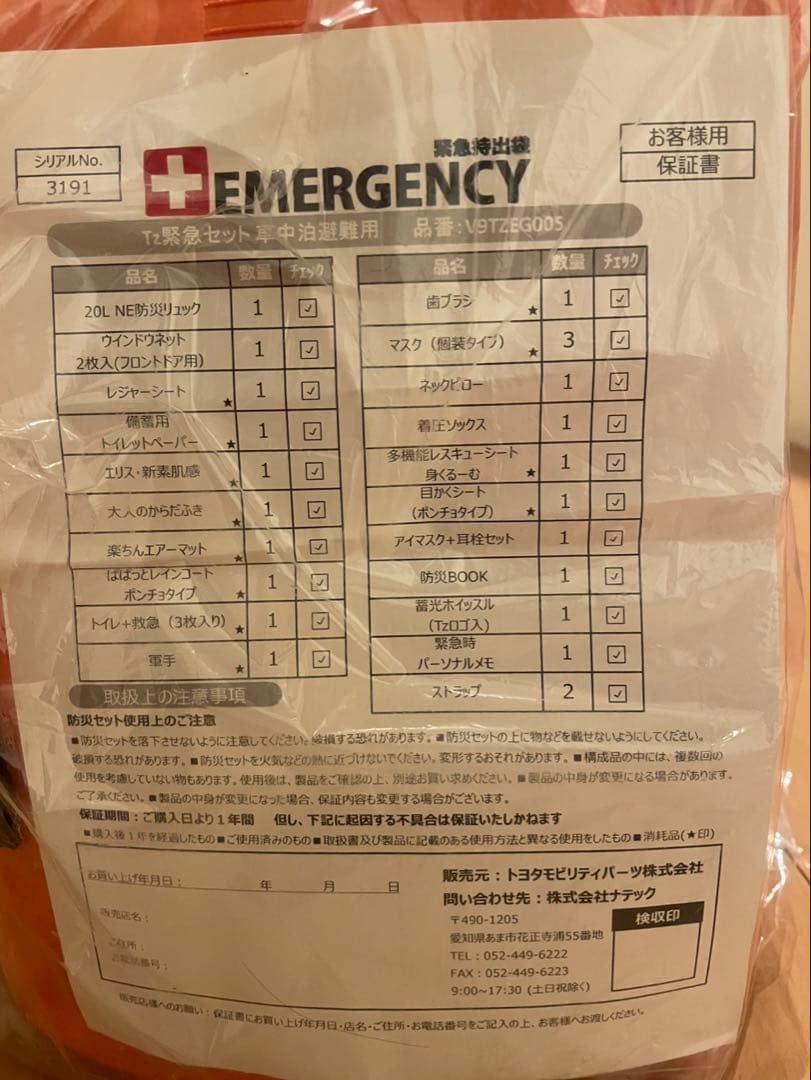 シリアルNo.
3191
緊急持出袋
EMERGENCY
お客様用
保証書
Tz緊急セット 車中泊避難用 品番:V9TZEG005
品名 数量 チェック
20L NE防災リュック 1 ☑
ウインドウネット
2枚入(フロントドア用) 1 ☑
レジャーシート ★ 1 ☑
備蓄用
トイレットペーパー ★ 1 ☑
エリス・新素肌感 ★ 1 ☑
大人のからだふき ★ 1 ☑
楽ちんエアーマット ★ 1 ☑
ぱぱっとレインコート
ポンチョタイプ ★ 1 ☑
トイレ+救急(3枚入り) ★ 1 ☑
軍手 ★ 1 ☑
品名 数量 チェック
歯ブラシ ★ 1 ☑
マスク(個装タイプ) ★ 3 ☑
ネックピロー 1 ☑
着圧ソックス 1 ☑
多機能レスキューシート
身くるーむ ★ 1 ☑
目かくシート
(ポンチョタイプ) ★ 1 ☑
アイマスク+耳栓セット 1 ☑
防災BOOK 1 ☑
蓄光ホイッスル
(Tzロゴ入) 1 ☑
緊急時
パーソナルメモ 1 ☑
ストラップ 2 ☑
取扱上の注意事項
防災セット使用上のご注意
■防災セットを落下させないように注意してください。破損する恐れがあります。■防災セットの上に物などを載せないようにしてください。
破損する恐れがあります。■防災セットを火気などの熱に近づけないでください。変形するおそれがあります。■構成品の中には、複数回の
使用を考慮していない物もあります。使用後は、製品をご確認の上、別途お買い求めください。■製品の中身が変更になる場合があります。
ご了承ください。■製品の中身が変更になった場合、保証内容も変更する場合がございます。
保証期間:ご購入日より1年間 但し、下記に起因する不具合は保証いたしかねます
■購入後1年を経過したもの■ご使用済みのもの■取扱書及び製品に記載のある使用方法と異なる使用をしたもの■消耗品(★印)
お買い上げ年月日: 年 月 日
販売店名:
ご住所:
お電話番号:
販売元:トヨタモビリティパーツ株式会社
問い合わせ先:株式会社ナテック
〒490-1205
愛知県あま市花正寺浦55番地
TEL:052-449-6222
FAX:052-449-6223
9:00~17:30 (土日祝除く)
検収印
販売店様へのお願い:保証書にお買い上げ年月日・店名・ご住所・お電話番号をご記入の上、お客様へお渡しください。